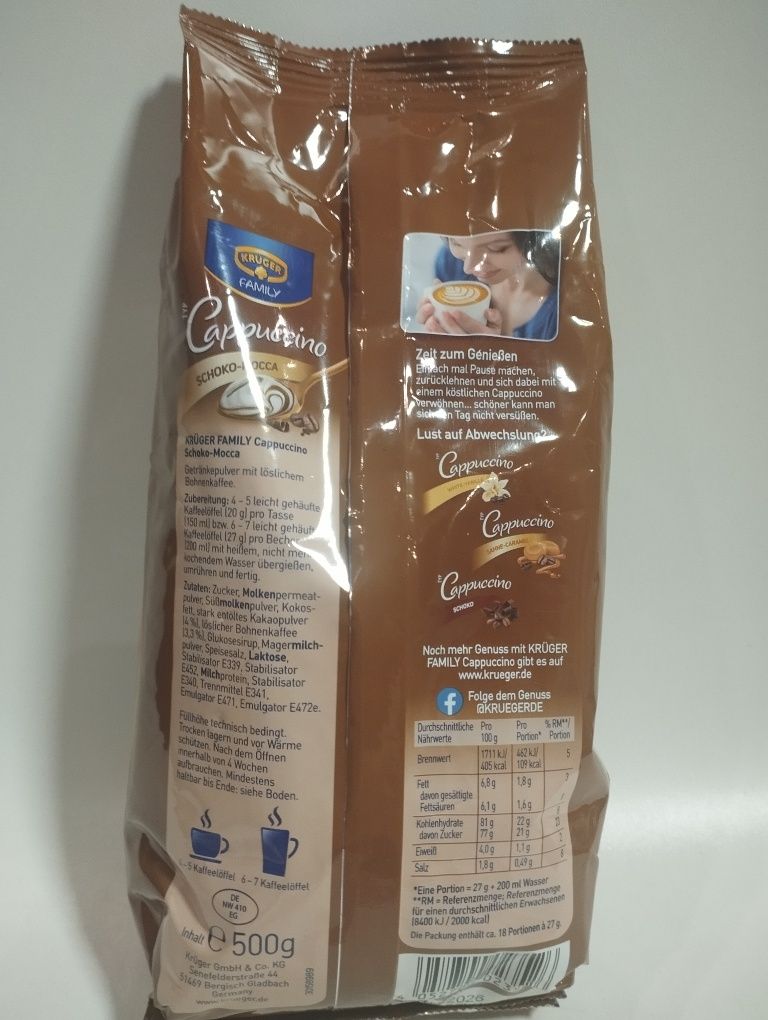 KRÜGER
FAMILY
TYP
Cappuccino
SCHOKO-MOCCA
KRÜGER FAMILY Cappuccino
Schoko-Mocca
Getränkepulver mit löslichem
Bohnenkaffee.
Zubereitung: 4 – 5 leicht gehäufte
Kaffeelöffel (20 g) pro Tasse
(150 ml) bzw. 6 – 7 leicht gehäuft
Kaffeelöffel (27 g) pro Becher
(200 ml) mit heißem, nicht mehr
kochendem Wasser übergießen,
umrühren und fertig.
Zutaten: Zucker, Molkenpermeat-
pulver, Süßmolkenpulver, Kokos-
fett, stark entöltes Kakaopulver
(4 %), löslicher Bohnenkaffee
(3,3 %), Glukosesirup, Magermilch-
pulver, Speisesalz, Laktose,
Stabilisator E339, Stabilisator
E452, Milchprotein, Stabilisator
E340, Trennmittel E341,
Emulgator E471, Emulgator E472e.
Füllhöhe technisch bedingt.
Trocken lagern und vor Wärme
schützen. Nach dem Öffnen
innerhalb von 4 Wochen
aufbrauchen. Mindestens
haltbar bis Ende: siehe Boden.
4-5 Kaffeelöffel 6-7 Kaffeelöffel
DE
NW 410
EG
Inhalt e 500g
Krüger GmbH & Co. KG
Senefelderstraße 44
51469 Bergisch Gladbach
Germany
www.krueger.de
Zeit zum Genießen
Einfach mal Pause machen,
zurücklehnen und sich dabei mit
einem köstlichen Cappuccino
verwöhnen... schöner kann man
sich den Tag nicht versüßen.
Lust auf Abwechslung?
TYP
Cappuccino
WHITE-VANILLA
TYP
Cappuccino
SAHNE-CARAMEL
TYP
Cappuccino
SCHOKO
Noch mehr Genuss mit KRÜGER
FAMILY Cappuccino gibt es auf
www.krueger.de
f Folge dem Genuss
@KRUEGERDE
Durchschnittliche Nährwerte Pro 100 g Pro Portion* % RM**/ Portion
Brennwert 1711 kJ/ 405 kcal 462 kJ/ 109 kcal 5
Fett 6,8 g 1,8 g 3
davon gesättigte Fettsäuren 6,1 g 1,6 g
Kohlenhydrate 81 g 22 g
davon Zucker 77 g 21 g
Eiweiß 4,0 g 1,1 g
Salz 1,8 g 0,49 g 8
*Eine Portion = 27 g + 200 ml Wasser
**RM = Referenzmenge; Referenzmenge
für einen durchschnittlichen Erwachsenen
(8400 kJ / 2000 kcal)
Die Packung enthält ca. 18 Portionen à 27 g.